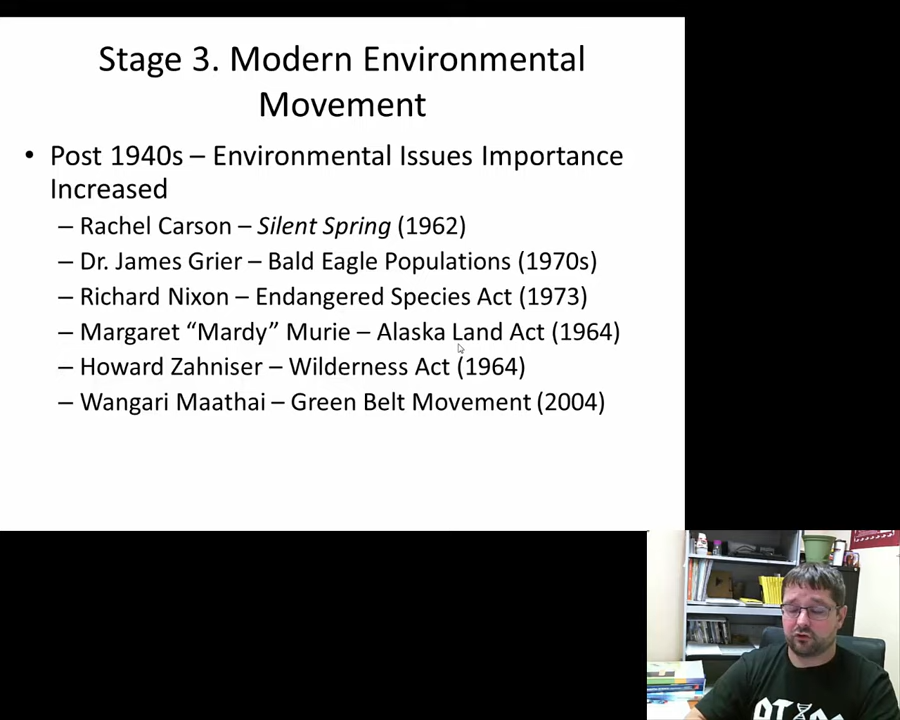 Stage 3. Modern Environmental
Movement
• Post 1940s – Environmental Issues Importance
Increased
– Rachel Carson – Silent Spring (1962)
– Dr. James Grier – Bald Eagle Populations (1970s)
– Richard Nixon – Endangered Species Act (1973)
– Margaret “Mardy” Murie – Alaska Land Act (1964)
– Howard Zahniser – Wilderness Act (1964)
– Wangari Maathai – Green Belt Movement (2004)